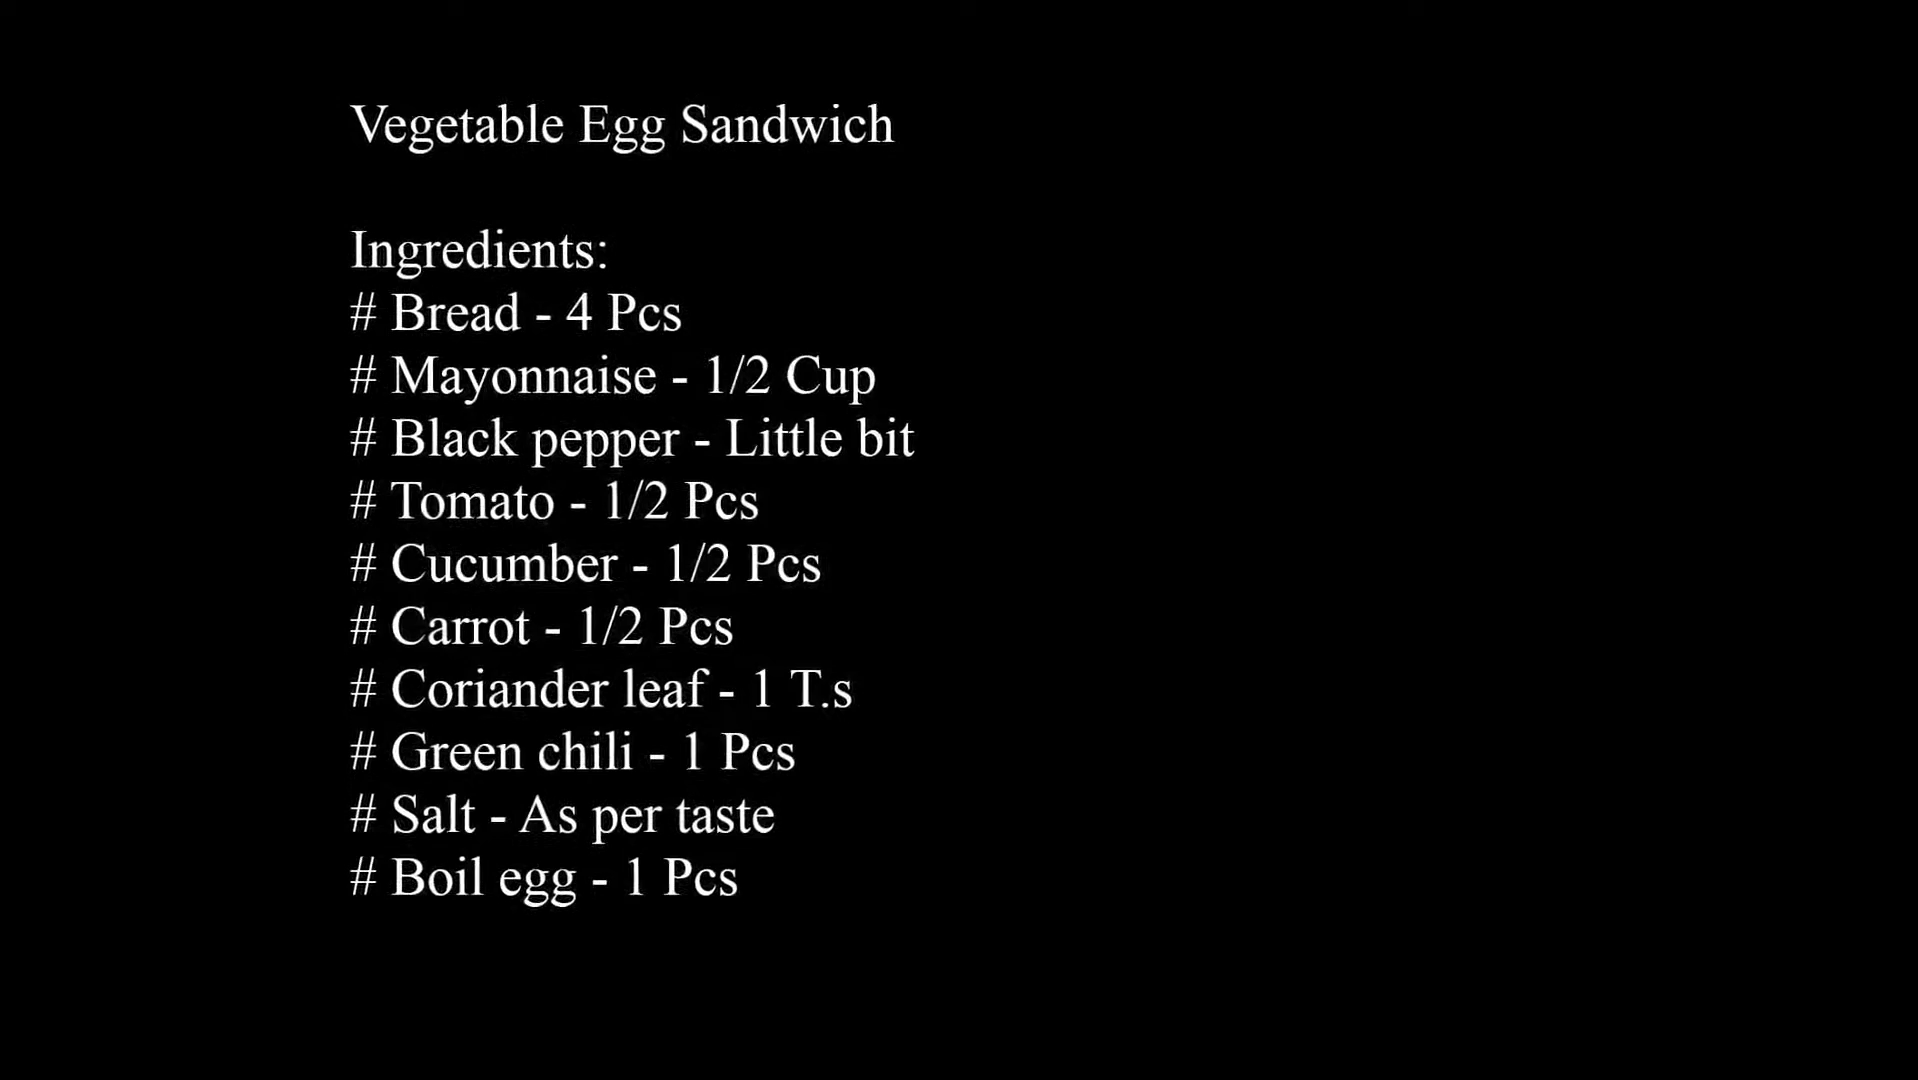 Vegetable Egg Sandwich
Ingredients:
# Bread - 4 Pcs
# Mayonnaise - 1/2 Cup
# Black pepper - Little bit
# Tomato - 1/2 Pcs
# Cucumber - 1/2 Pcs
# Carrot - 1/2 Pcs
# Coriander leaf - 1 T.s
# Green chili - 1 Pcs
# Salt - As per taste
# Boil egg - 1 Pcs